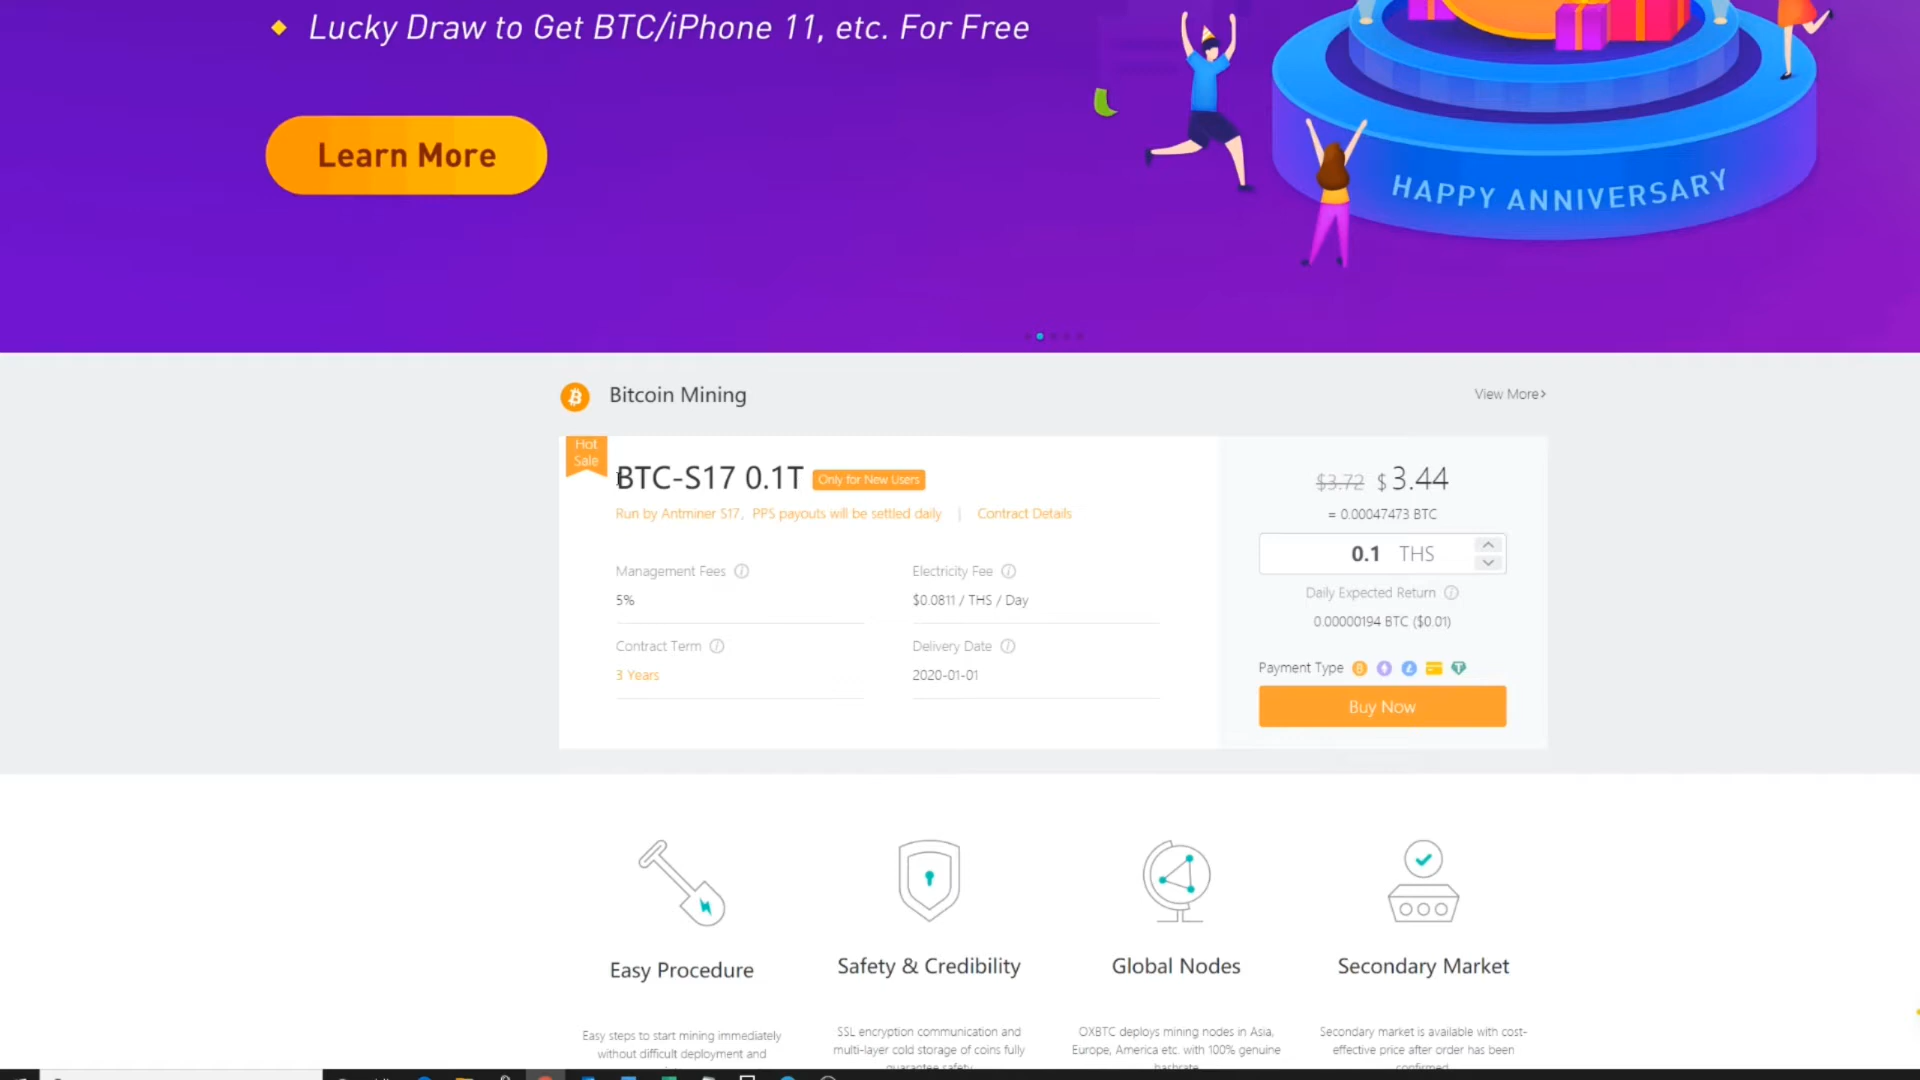 Lucky Draw to Get BTC/iPhone 11, etc. For Free
Learn More
HAPPY ANNIVERSARY
Bitcoin Mining
View More>
Hot
Sale
BTC-S17 0.1T
Only for New Users
Run by Antminer S17, PPS payouts will be settled daily | Contract Details
Management Fees
5%
Electricity Fee
$0.0811 / THS / Day
Contract Term
3 Years
Delivery Date
2020-01-01
$3.72 $3.44
= 0.00047473 BTC
0.1 THS
Daily Expected Return
0.00000194 BTC ($0.01)
Payment Type
Buy Now
Easy Procedure
Easy steps to start mining immediately
without difficult deployment and
Safety & Credibility
SSL encryption communication and
multi-layer cold storage of coins fully
guarantee safety
Global Nodes
OXBTC deploys mining nodes in Asia,
Europe, America etc. with 100% genuine
hashrate
Secondary Market
Secondary market is available with cost-
effective price after order has been
confirmed